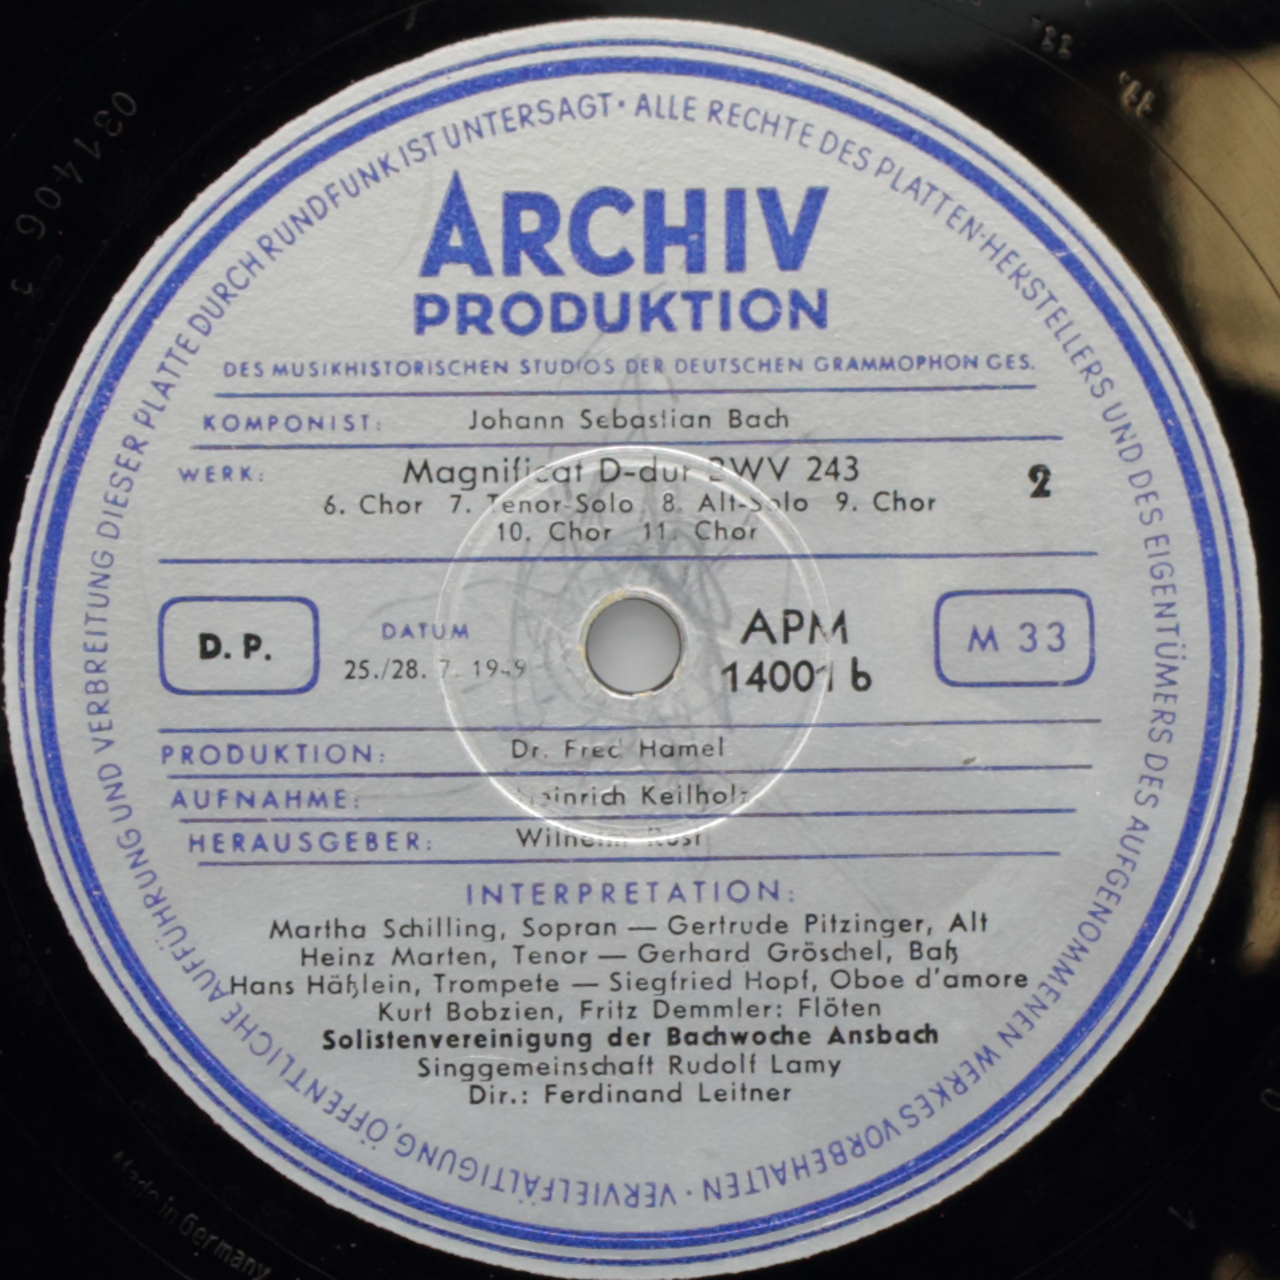 ALLE RECHTE DES PLATTEN-HERSTELLERS UND DES EIGENTÜMERS DES AUFGENOMMENEN WERKES VORBEHALTEN · VERVIELFÄLTIGUNG, ÖFFENTLICHE AUFFÜHRUNG UND VERBREITUNG DIESER PLATTE DURCH RUNDFUNK IST UNTERSAGT ·
ARCHIV
PRODUKTION
DES MUSIKHISTORISCHEN STUDIOS DER DEUTSCHEN GRAMMOPHON GES.
KOMPONIST: Johann Sebastian Bach
WERK: Magnificat D-dur BWV 243 2
6. Chor 7. Tenor-Solo 8. Alt-Solo 9. Chor
10. Chor 11. Chor
D. P.
DATUM
25./28. 7. 1949
APM
14001 b
M 33
PRODUKTION: Dr. Fred Hamel
AUFNAHME: Heinrich Keilholz
HERAUSGEBER: Wilhelm Rust
INTERPRETATION:
Martha Schilling, Sopran — Gertrude Pitzinger, Alt
Heinz Marten, Tenor — Gerhard Gröschel, Baß
Hans Häßlein, Trompete — Siegfried Hopf, Oboe d'amore
Kurt Bobzien, Fritz Demmler: Flöten
Solistenvereinigung der Bachwoche Ansbach
Singgemeinschaft Rudolf Lamy
Dir.: Ferdinand Leitner
Made in Germany